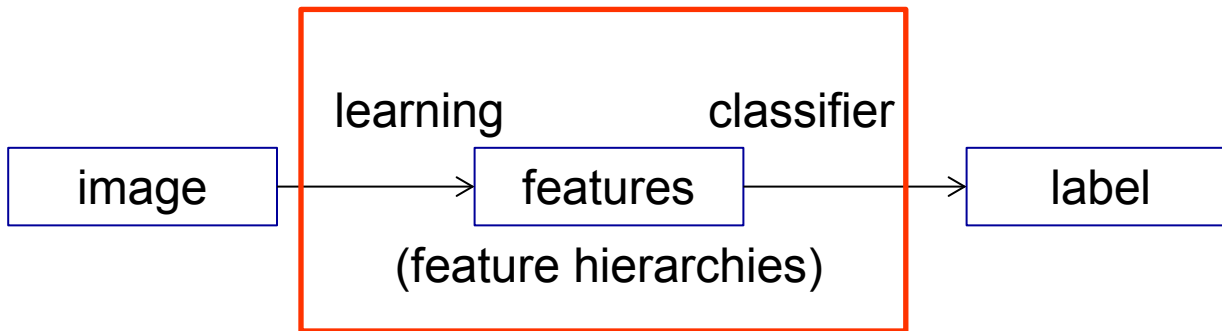 learning classifier
image features label
(feature hierarchies)